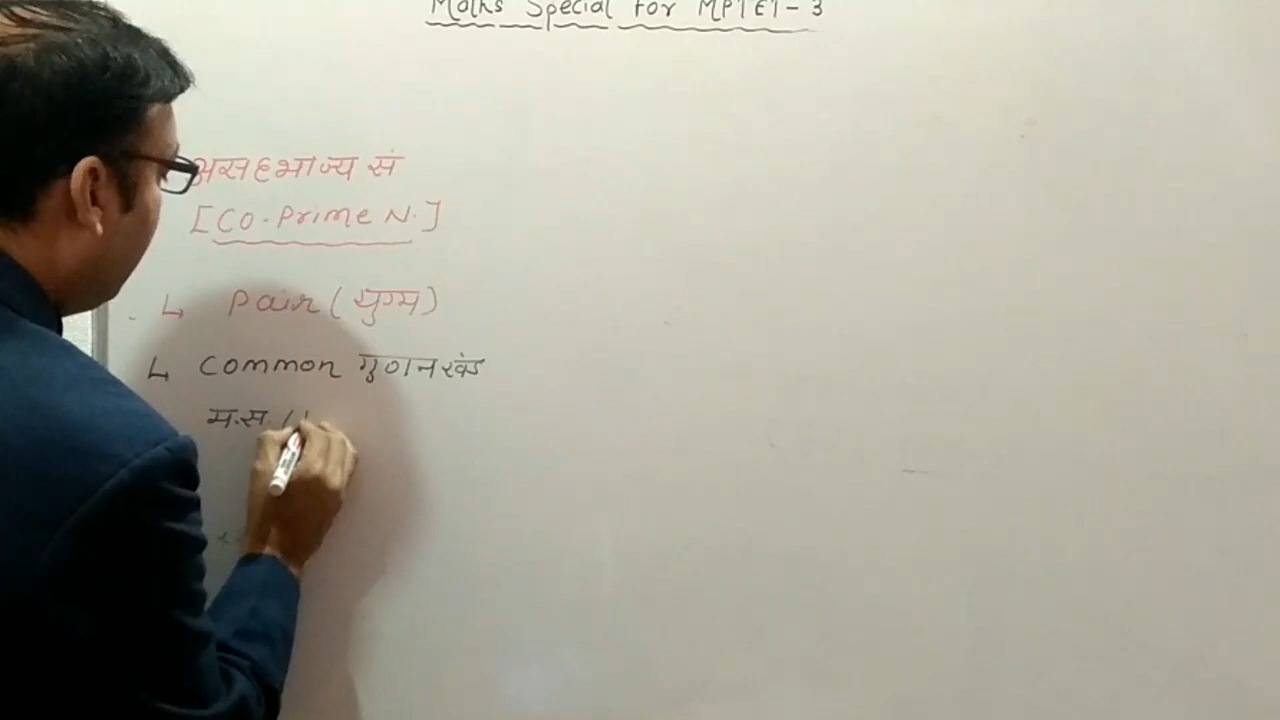 Maths Special For MPTET-3
असहभाज्य सं
[Co-Prime N.]
↳ Pair (युग्म)
↳ Common गुणनखंड
म.स. (